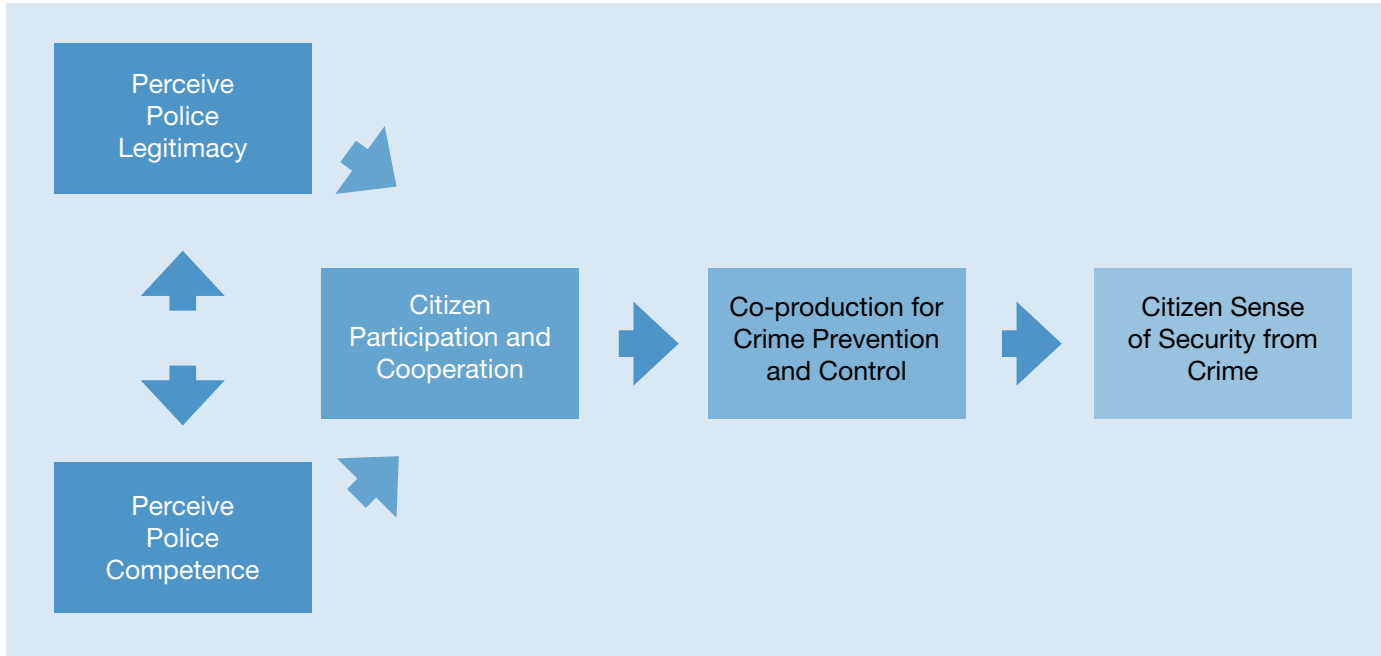 Perceive
Police
Legitimacy
Citizen
Participation and
Cooperation
Co-production for
Crime Prevention
and Control
Citizen Sense
of Security from
Crime
Perceive
Police
Competence